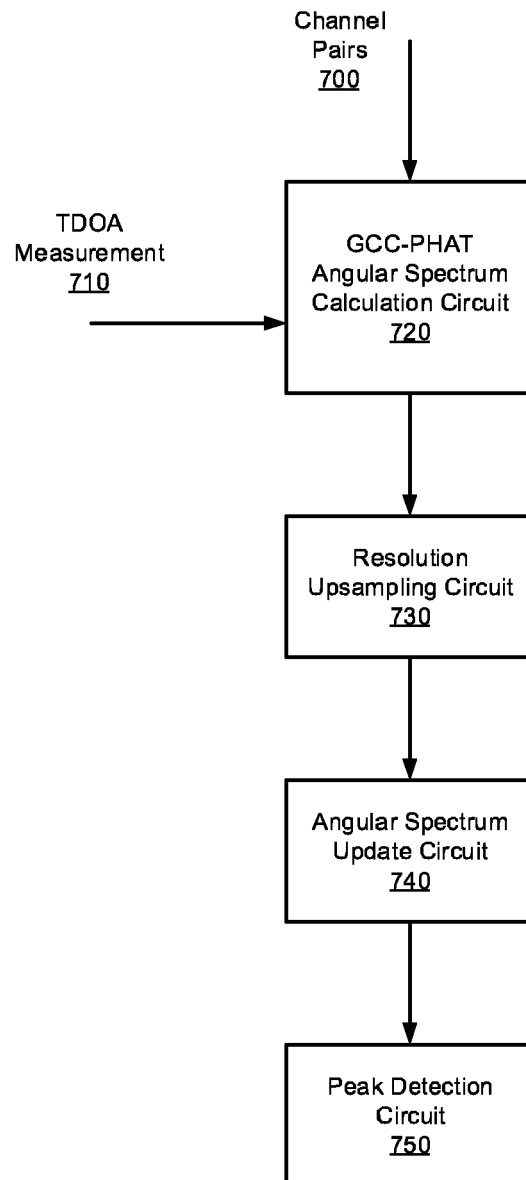 Channel
Pairs
700
TDOA
Measurement
710
GCC-PHAT
Angular Spectrum
Calculation Circuit
720
Resolution
Upsampling Circuit
730
Angular Spectrum
Update Circuit
740
Peak Detection
Circuit
750